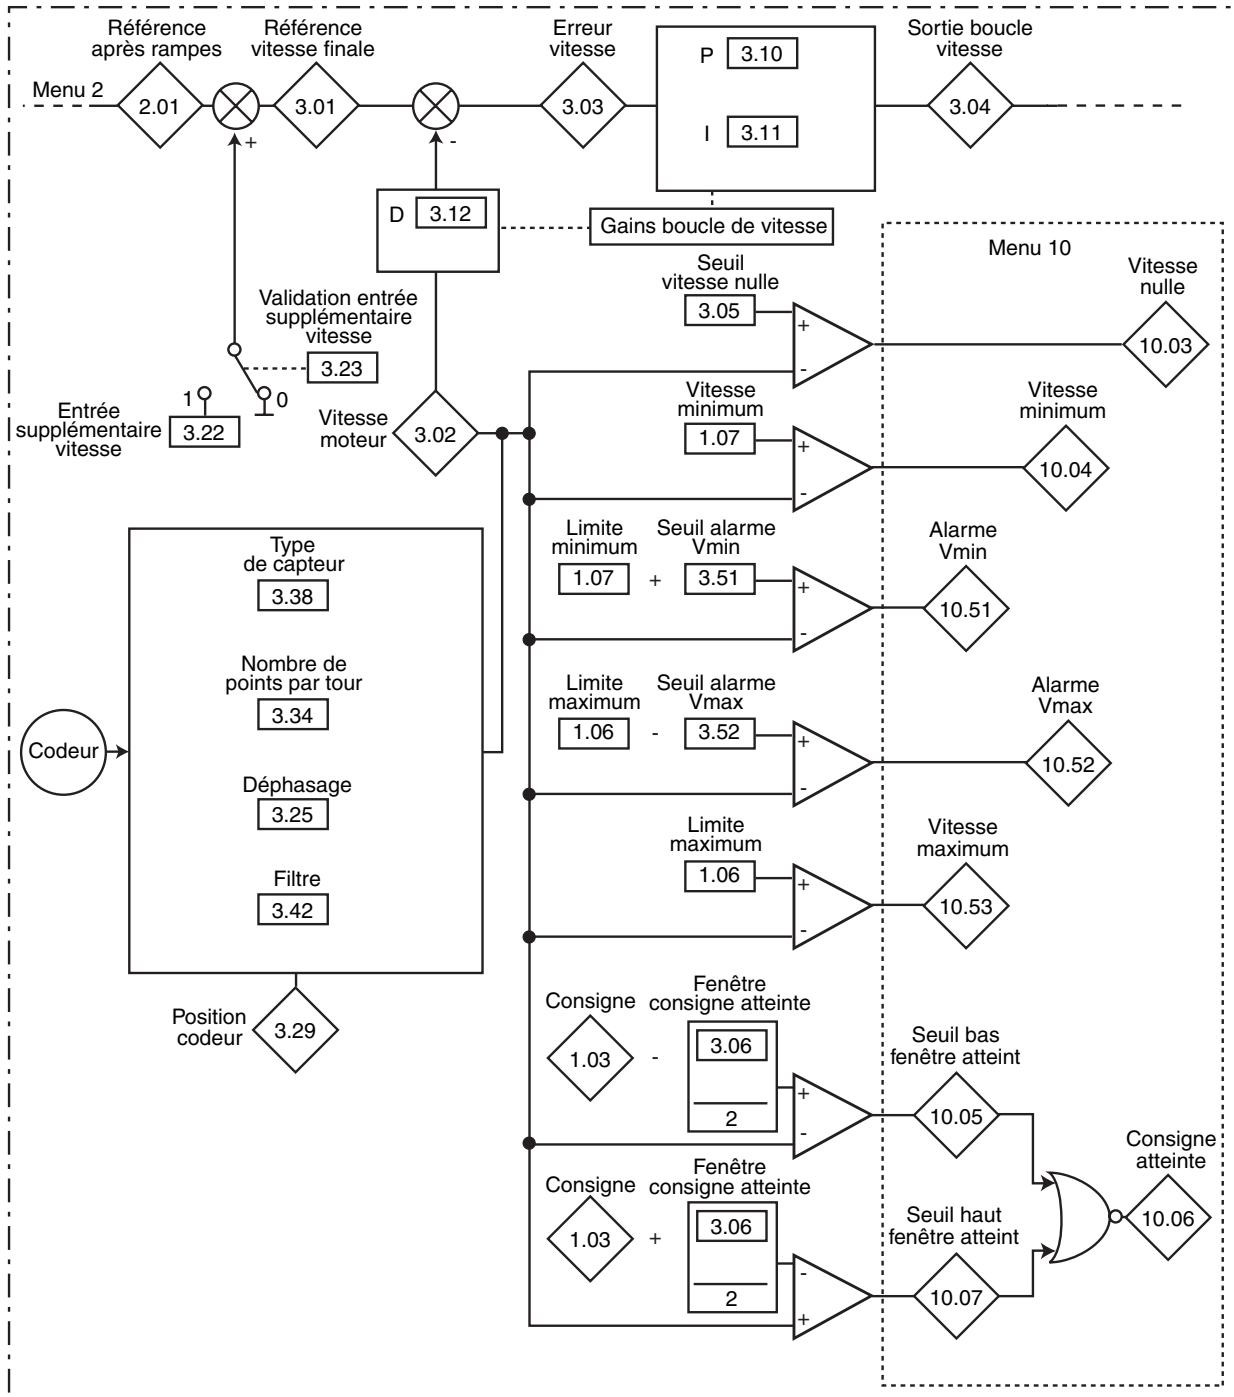 Référence
après rampes
Référence
vitesse finale
Erreur
vitesse
Sortie boucle
vitesse
Menu 2
2.01
3.01
3.03
P
3.10
I
3.11
3.04
+
-
D
3.12
Gains boucle de vitesse
Menu 10
Validation entrée
supplémentaire
vitesse
3.23
1
0
Entrée
supplémentaire
vitesse
3.22
Vitesse
moteur
3.02
Seuil
vitesse nulle
3.05
+
-
Vitesse
nulle
10.03
Vitesse
minimum
1.07
+
-
Vitesse
minimum
10.04
Limite
minimum
1.07
+
Seuil alarme
Vmin
3.51
+
-
Alarme
Vmin
10.51
Limite
maximum
1.06
-
Seuil alarme
Vmax
3.52
+
-
Alarme
Vmax
10.52
Limite
maximum
1.06
+
-
Vitesse
maximum
10.53
Codeur
Type
de capteur
3.38
Nombre de
points par tour
3.34
Déphasage
3.25
Filtre
3.42
Position
codeur
3.29
Consigne
1.03
-
Fenêtre
consigne atteinte
3.06
2
+
-
Seuil bas
fenêtre atteint
10.05
Consigne
1.03
+
Fenêtre
consigne atteinte
3.06
2
-
+
Seuil haut
fenêtre atteint
10.07
Consigne
atteinte
10.06